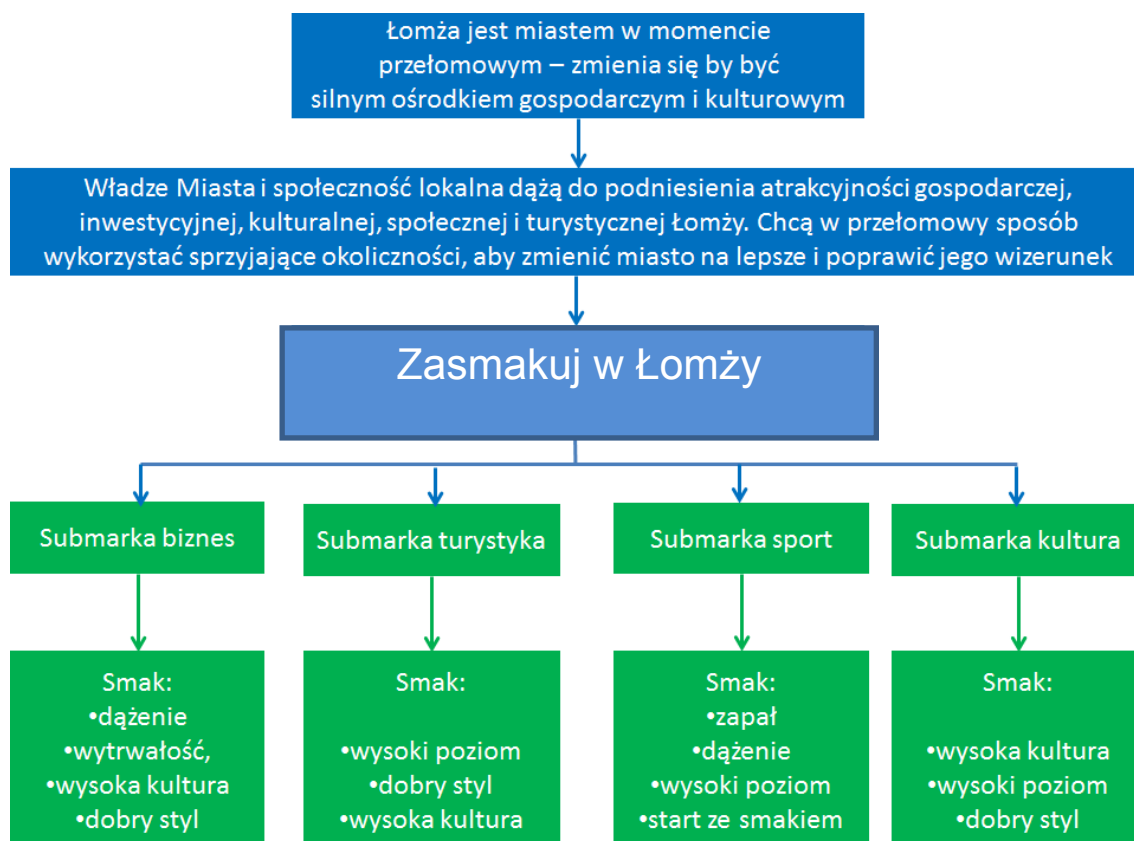 Łomża jest miastem w momencie
przełomowym – zmienia się by być
silnym ośrodkiem gospodarczym i kulturowym
Władze Miasta i społeczność lokalna dążą do podniesienia atrakcyjności gospodarczej,
inwestycyjnej, kulturalnej, społecznej i turystycznej Łomży. Chcą w przełomowy sposób
wykorzystać sprzyjające okoliczności, aby zmienić miasto na lepsze i poprawić jego wizerunek
Zasmakuj w Łomży
Submarka biznes
Submarka turystyka
Submarka sport
Submarka kultura
Smak:
•dążenie
•wytrwałość,
•wysoka kultura
•dobry styl
Smak:
•wysoki poziom
•dobry styl
•wysoka kultura
Smak:
•zapał
•dążenie
•wysoki poziom
•start ze smakiem
Smak:
•wysoka kultura
•wysoki poziom
•dobry styl